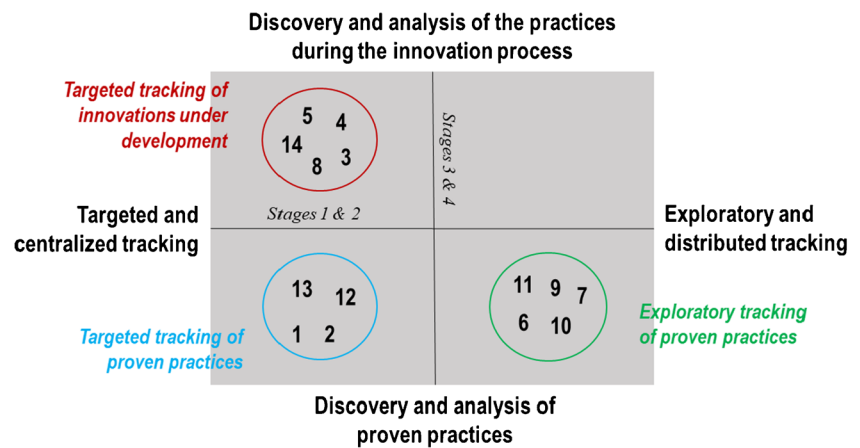 Discovery and analysis of the practices
during the innovation process
Targeted tracking of
innovations under
development
5 4
14 3
8
Stages 3 & 4
Stages 1 & 2
Targeted and
centralized tracking
Exploratory and
distributed tracking
13 12
1 2
11 9 7
6 10
Targeted tracking of
proven practices
Exploratory tracking
of proven practices
Discovery and analysis of
proven practices